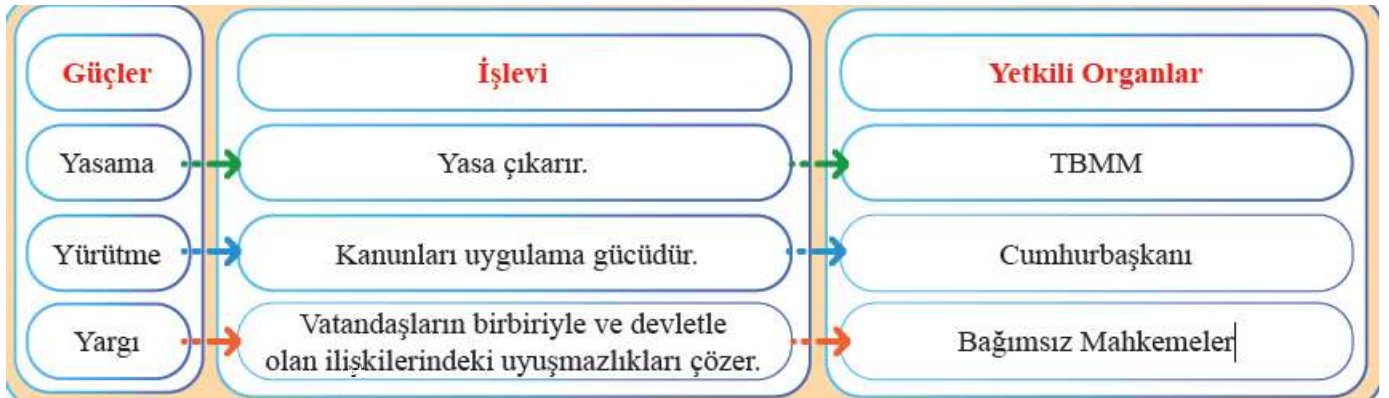 Güçler
İşlevi
Yetkili Organlar
Yasama
Yasa çıkarır.
TBMM
Yürütme
Kanunları uygulama gücüdür.
Cumhurbaşkanı
Yargı
Vatandaşların birbiriyle ve devletle
olan ilişkilerindeki uyuşmazlıkları çözer.
Bağımsız Mahkemeler